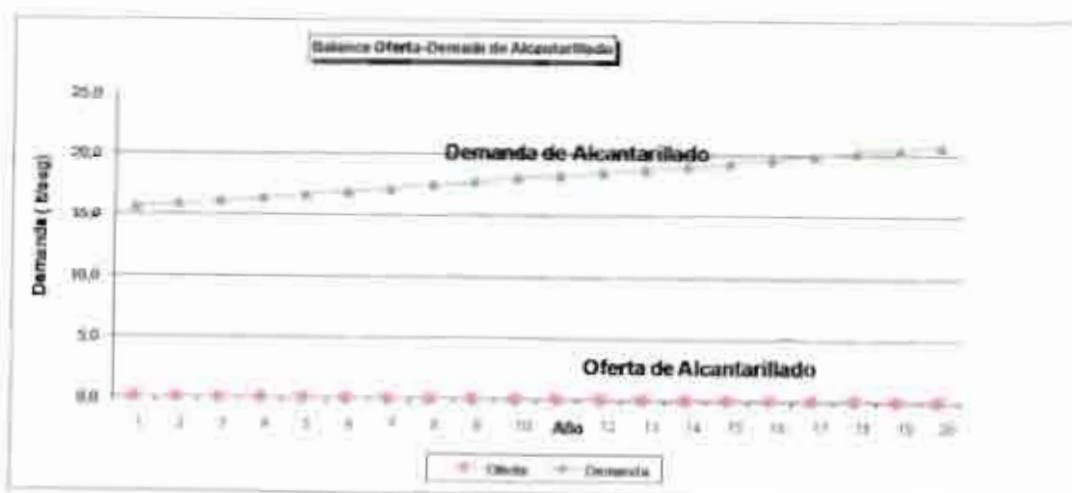 Balance Oferta-Demada de Alcantarillado
25,0
20,0
15,0
10,0
5,0
0,0
Demanda ( lt/seg)
Demanda de Alcantarillado
Oferta de Alcantarillado
1 2 3 4 5 6 7 8 9 10 12 13 14 15 16 17 18 19 20
Año
Oferta Demanda